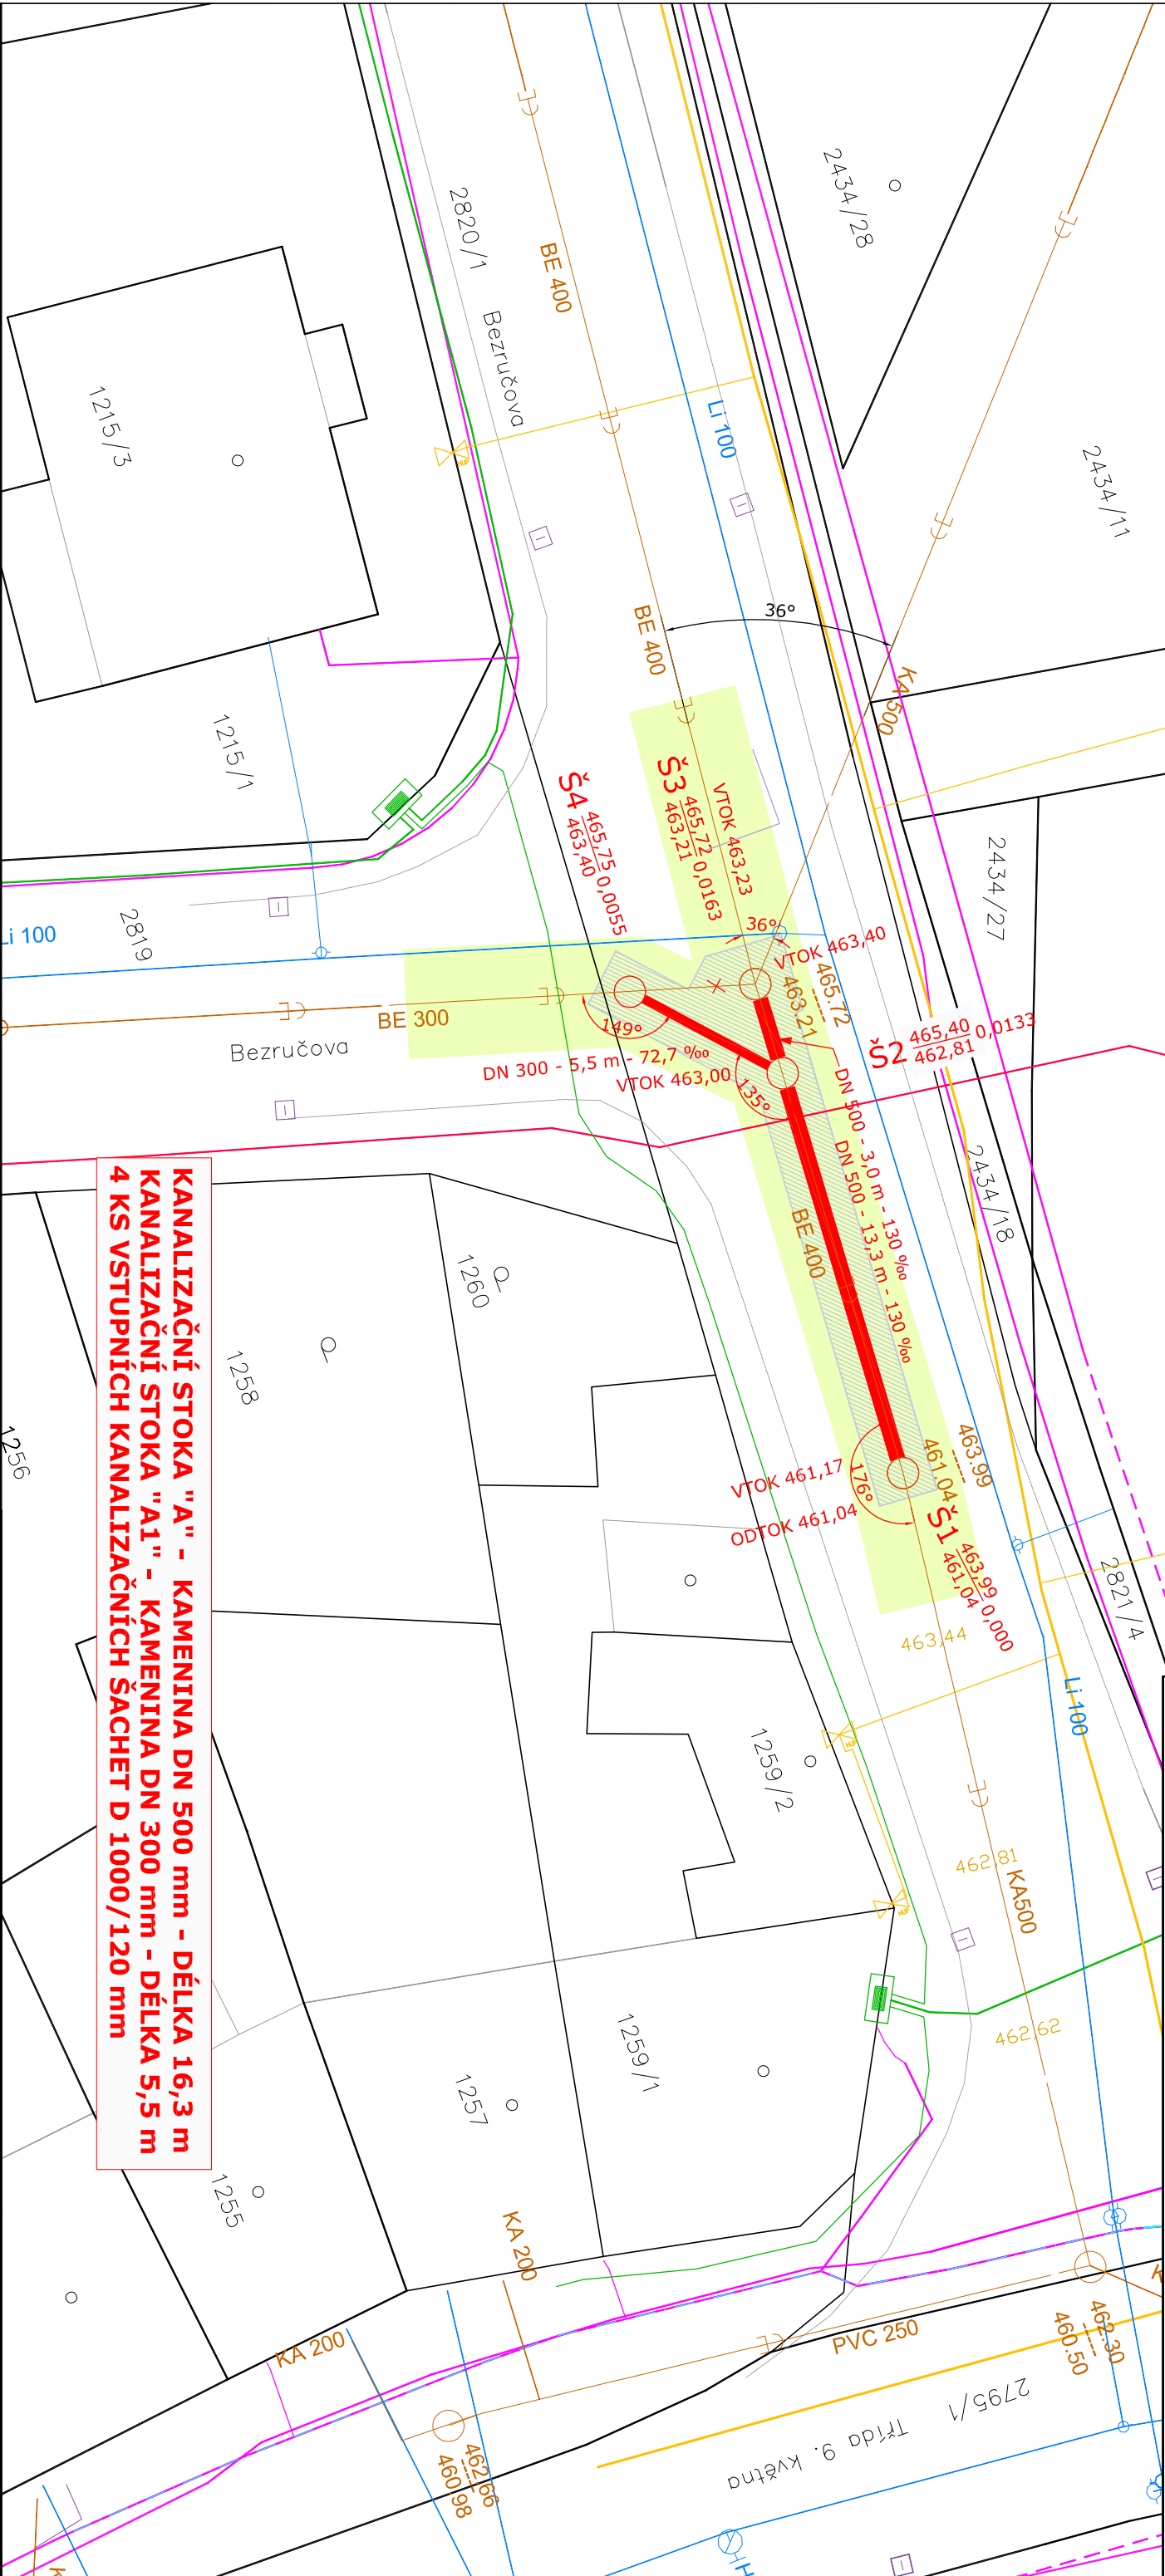 2434/28
2820/1
BE 400
Bezručova
Li 100
1215/3
2434/11
36°
BE 400
KA 500
1215/1
Š4 465,75 0,0055
463,40
Š3 465,72 0,0163
463,21
VTOK 463,23
2434/27
2819
Li 100
36°
VTOK 463,40
465.72
463.21
BE 300
149°
Š2 465,40 0,0133
462,81
Bezručova
DN 300 - 5,5 m - 72,7 ‰
VTOK 463,00
135°
DN 500 - 3,0 m - 130 ‰
DN 500 - 13,3 m - 130 ‰
2434/18
BE 400
1260
1258
1256
463.99
461.04
VTOK 461,17
176°
ODTOK 461,04
Š1 463,99 0,000
461,04
2821/4
463,44
Li 100
1259/2
462,81
KA500
462,62
1259/1
1257
1255
KANALIZAČNÍ STOKA "A" - KAMENINA DN 500 mm - DÉLKA 16,3 m
KANALIZAČNÍ STOKA "A1" - KAMENINA DN 300 mm - DÉLKA 5,5 m
4 KS VSTUPNÍCH KANALIZAČNÍCH ŠACHET D 1000/120 mm
KA 200
KA 200
PVC 250
462.30
460.50
2795/1
Třída 9. května
462.66
460.98
K
K
H